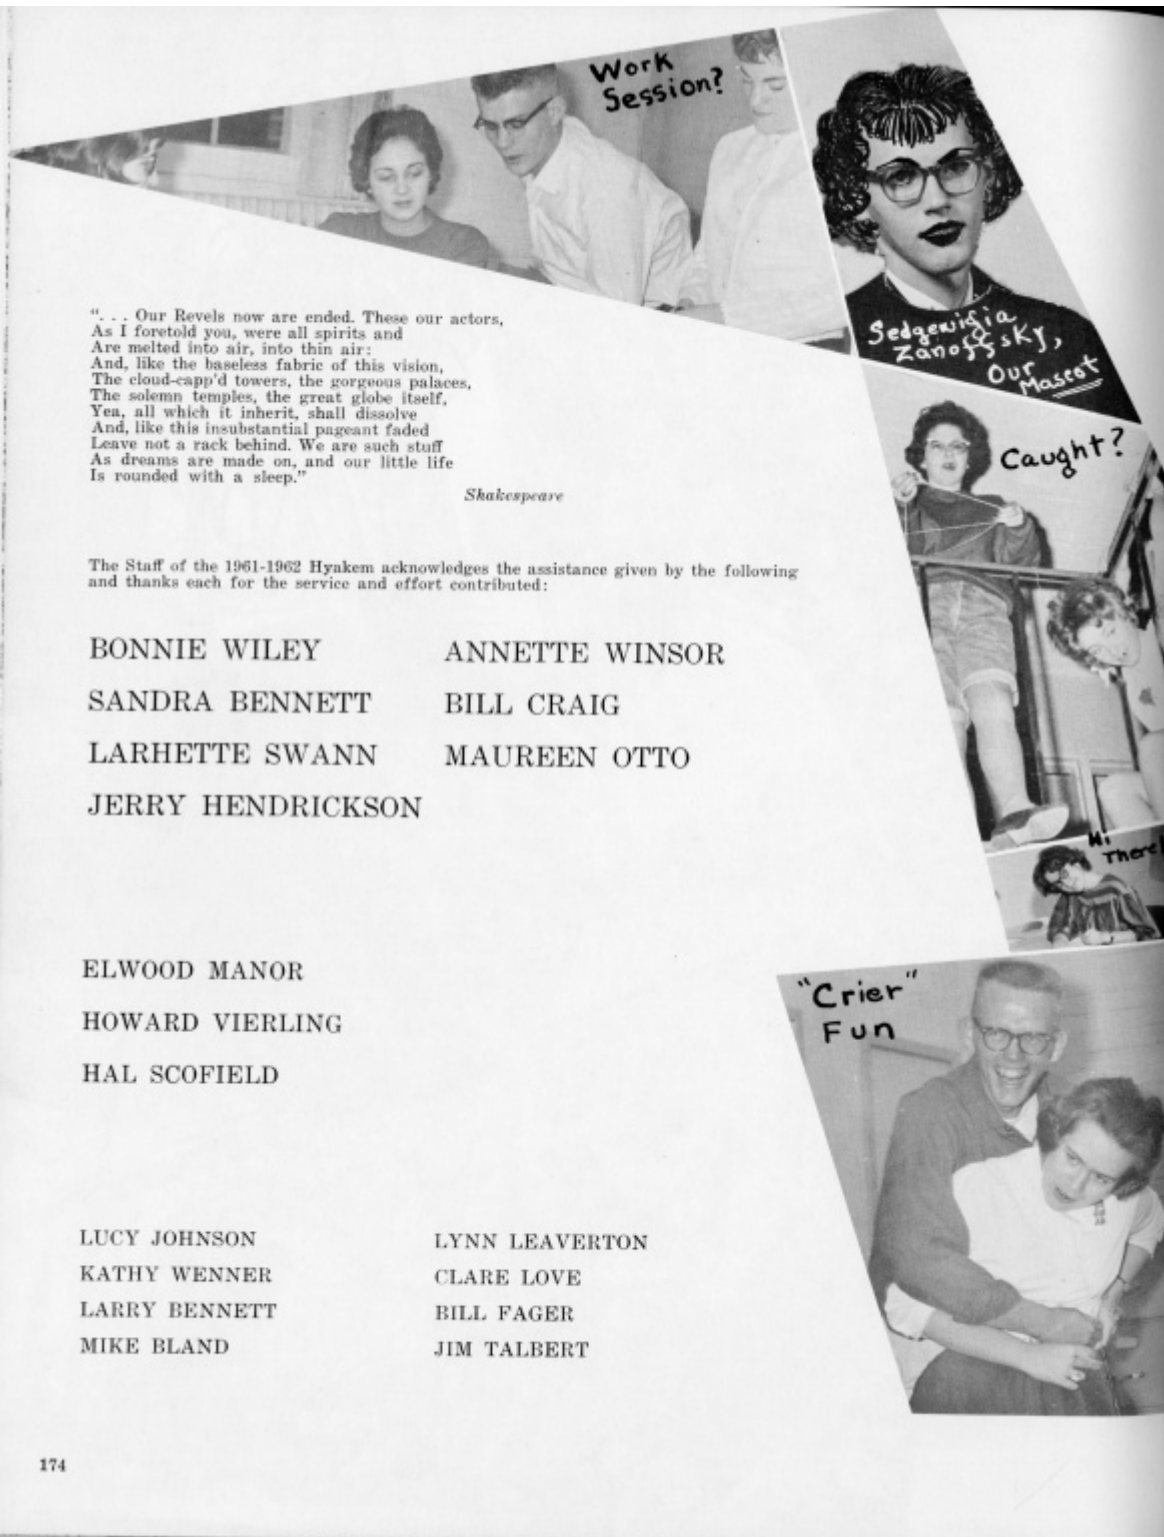 Work
Session?
Sedgewigia
Zanoffsky,
Our
Mascot
". . . Our Revels now are ended. These our actors,
As I foretold you, were all spirits and
Are melted into air, into thin air:
And, like the baseless fabric of this vision,
The cloud-capp'd towers, the gorgeous palaces,
The solemn temples, the great globe itself,
Yea, all which it inherit, shall dissolve
And, like this insubstantial pageant faded
Leave not a rack behind. We are such stuff
As dreams are made on, and our little life
Is rounded with a sleep."
Shakespeare
Caught?
The Staff of the 1961-1962 Hyakem acknowledges the assistance given by the following
and thanks each for the service and effort contributed:
BONNIE WILEY
SANDRA BENNETT
LARHETTE SWANN
JERRY HENDRICKSON
ANNETTE WINSOR
BILL CRAIG
MAUREEN OTTO
Hi
There!
ELWOOD MANOR
HOWARD VIERLING
HAL SCOFIELD
"Crier"
Fun
LUCY JOHNSON
KATHY WENNER
LARRY BENNETT
MIKE BLAND
LYNN LEAVERTON
CLARE LOVE
BILL FAGER
JIM TALBERT
174